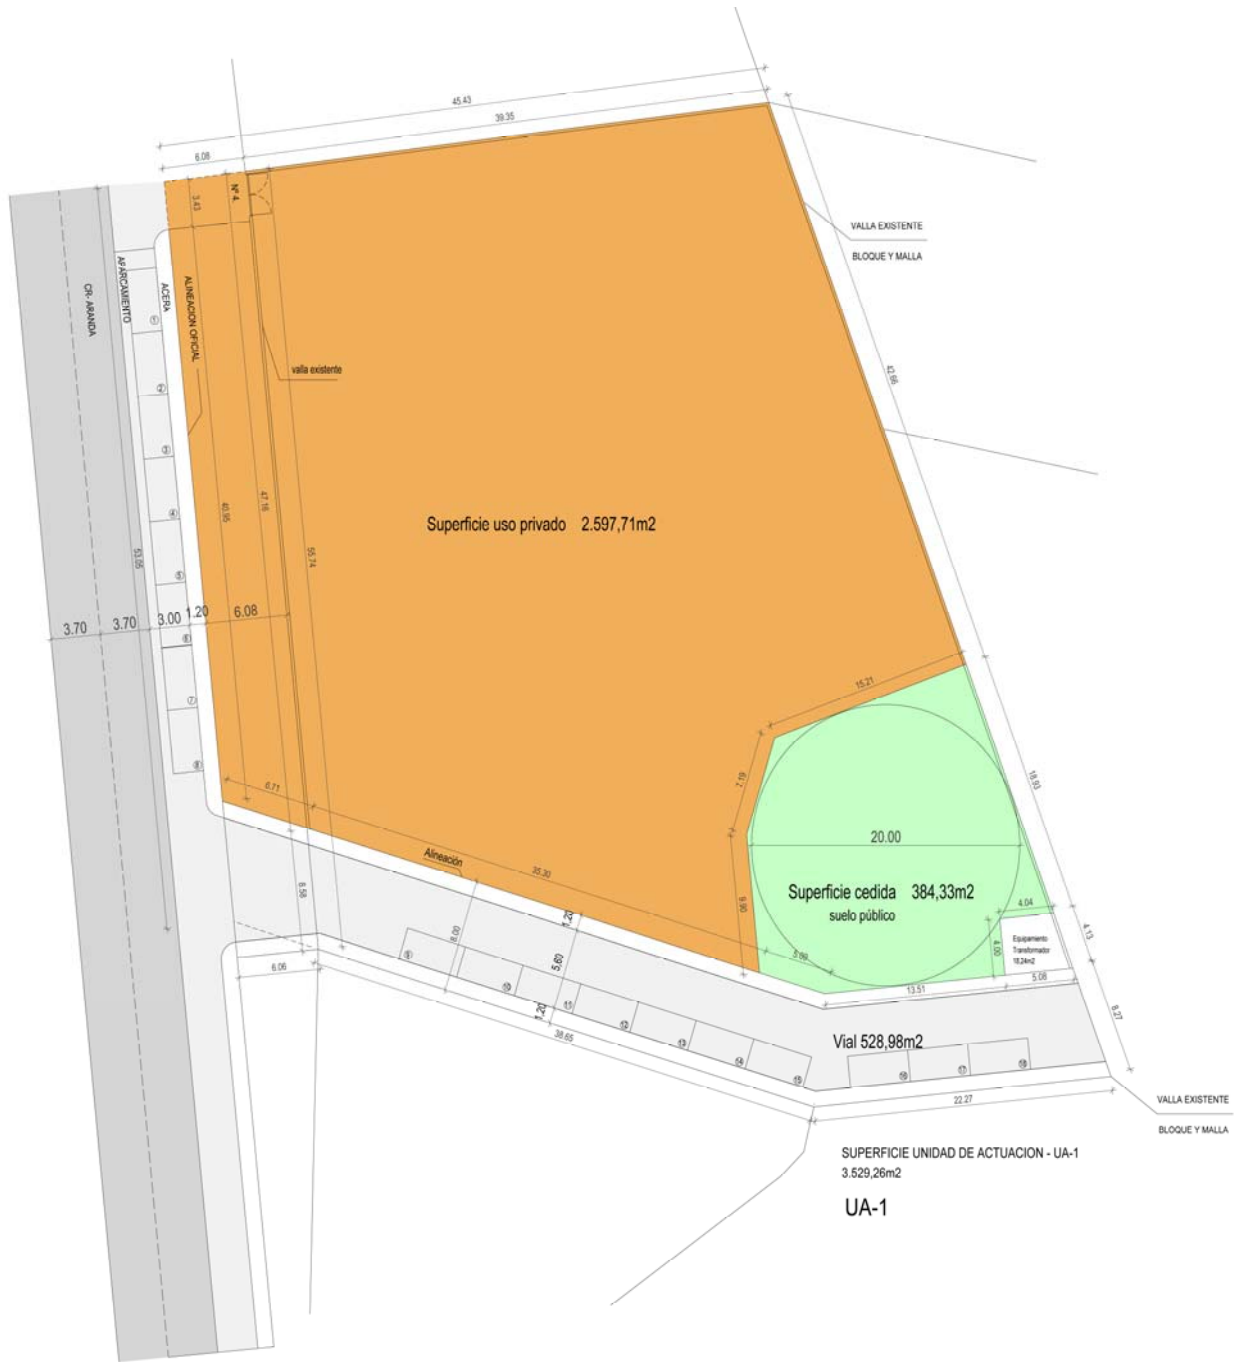 45.43
39.35
6.08
Nº 4.
3.43
VALLA EXISTENTE
BLOQUE Y MALLA
CR- ARANDA
APARCAMIENTO
ACERA
ALINEACION OFICIAL
1
valla existente
42.66
2
3
4
5
40.95
47.16
55.74
53.05
Superficie uso privado 2.597,71m2
3.70
3.70
3.00
1.20
6.08
6
7
8
15.21
7.19
18.93
6.71
20.00
Alineación
35.30
Superficie cedida 384,33m2
suelo público
9.90
4.04
4.13
4.00
Equipamiento
Transformador
18,24m2
8.58
8.00
1.20
5.60
1.20
5.09
6.06
13.51
5.08
8.27
9
10
11
12
13
14
15
38.65
Vial 528,98m2
16
17
18
22.27
VALLA EXISTENTE
BLOQUE Y MALLA
SUPERFICIE UNIDAD DE ACTUACION - UA-1
3.529,26m2
UA-1